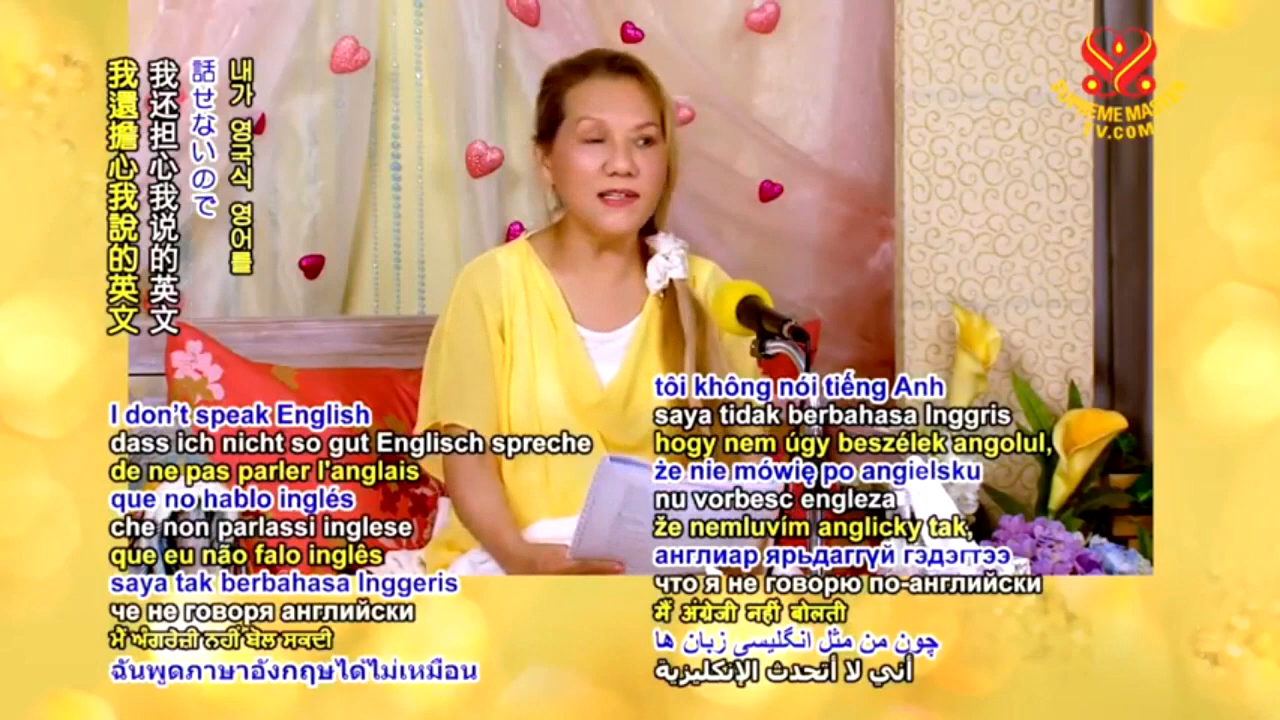 내가 영국식 영어를
話せないので
我还担心我说的英文
我還擔心我說的英文
SUPREME MASTER
TV.COM
I don't speak English
dass ich nicht so gut Englisch spreche
de ne pas parler l'anglais
que no hablo inglés
che non parlassi inglese
que eu não falo inglês
saya tak berbahasa Inggeris
че не говоря английски
ਮੈਂ ਅੰਗਰੇਜ਼ੀ ਨਹੀਂ ਬੋਲ ਸਕਦੀ
ฉันพูดภาษาอังกฤษได้ไม่เหมือน
tôi không nói tiếng Anh
saya tidak berbahasa Inggris
hogy nem úgy beszélek angolul,
że nie mówię po angielsku
nu vorbesc engleza
že nemluvím anglicky tak,
англиар ярьдаггүй гэдэгтээ
что я не говорю по-английски
मैं अंग्रेजी नहीं बोलती
چون من مثل انگلیسی زبان ها
أني لا أتحدث الإنكليزية